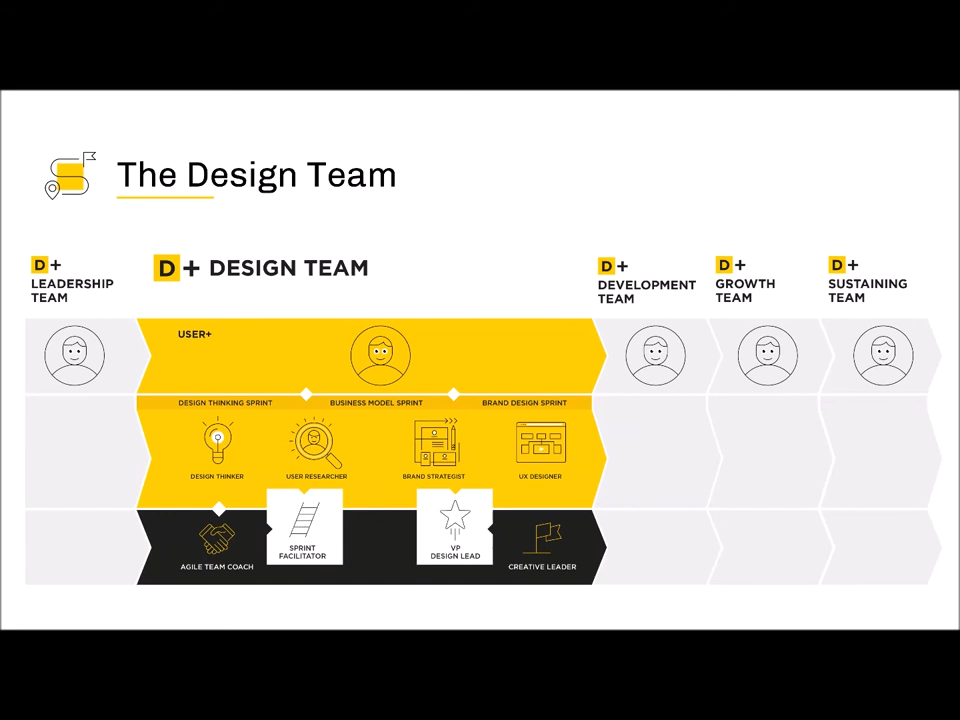 The Design Team
D+
LEADERSHIP
TEAM
D+ DESIGN TEAM
D+
DEVELOPMENT
TEAM
D+
GROWTH
TEAM
D+
SUSTAINING
TEAM
USER+
DESIGN THINKING SPRINT
BUSINESS MODEL SPRINT
BRAND DESIGN SPRINT
DESIGN THINKER
USER RESEARCHER
BRAND STRATEGIST
UX DESIGNER
AGILE TEAM COACH
SPRINT
FACILITATOR
VP
DESIGN LEAD
CREATIVE LEADER